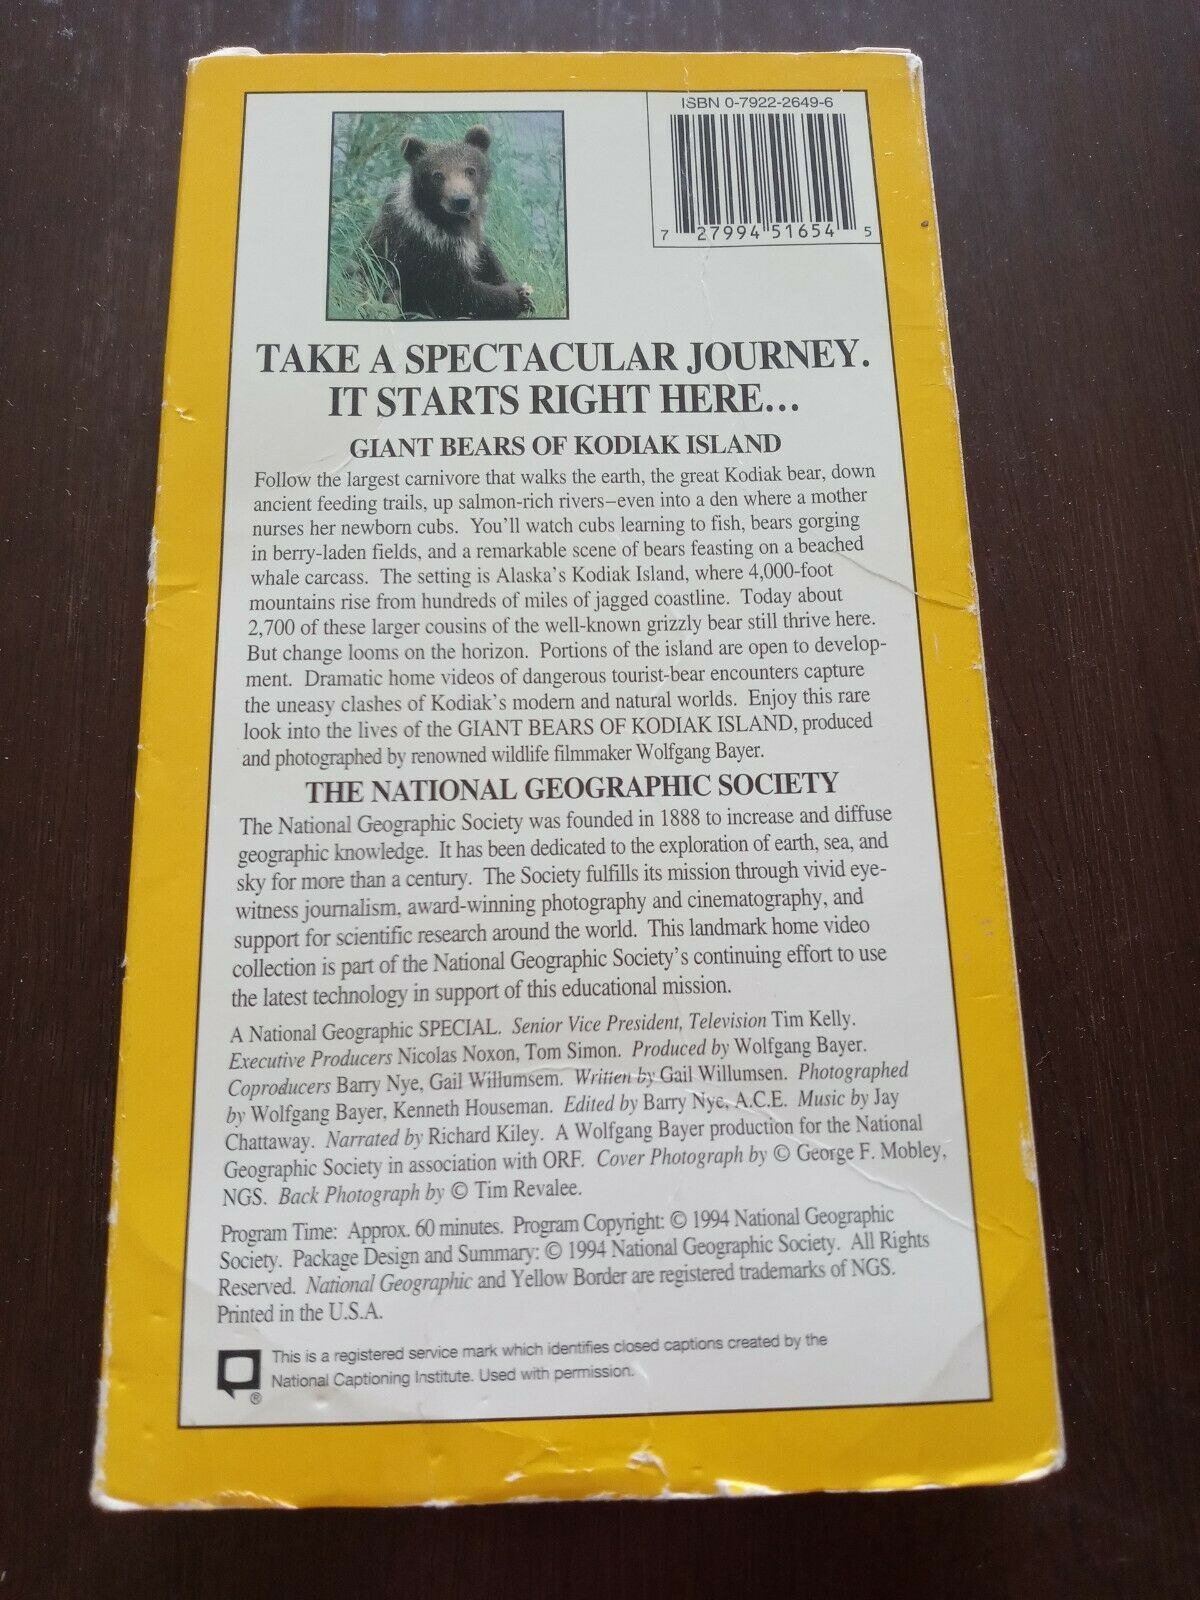 ISBN 0-7922-2649-6
7 27994 51654 5
TAKE A SPECTACULAR JOURNEY.
IT STARTS RIGHT HERE...
GIANT BEARS OF KODIAK ISLAND
Follow the largest carnivore that walks the earth, the great Kodiak bear, down
ancient feeding trails, up salmon-rich rivers–even into a den where a mother
nurses her newborn cubs. You'll watch cubs learning to fish, bears gorging
in berry-laden fields, and a remarkable scene of bears feasting on a beached
whale carcass. The setting is Alaska's Kodiak Island, where 4,000-foot
mountains rise from hundreds of miles of jagged coastline. Today about
2,700 of these larger cousins of the well-known grizzly bear still thrive here.
But change looms on the horizon. Portions of the island are open to develop-
ment. Dramatic home videos of dangerous tourist-bear encounters capture
the uneasy clashes of Kodiak's modern and natural worlds. Enjoy this rare
look into the lives of the GIANT BEARS OF KODIAK ISLAND, produced
and photographed by renowned wildlife filmmaker Wolfgang Bayer.
THE NATIONAL GEOGRAPHIC SOCIETY
The National Geographic Society was founded in 1888 to increase and diffuse
geographic knowledge. It has been dedicated to the exploration of earth, sea, and
sky for more than a century. The Society fulfills its mission through vivid eye-
witness journalism, award-winning photography and cinematography, and
support for scientific research around the world. This landmark home video
collection is part of the National Geographic Society's continuing effort to use
the latest technology in support of this educational mission.
A National Geographic SPECIAL. Senior Vice President, Television Tim Kelly.
Executive Producers Nicolas Noxon, Tom Simon. Produced by Wolfgang Bayer.
Coproducers Barry Nye, Gail Willumsem. Written by Gail Willumsen. Photographed
by Wolfgang Bayer, Kenneth Houseman. Edited by Barry Nye, A.C.E. Music by Jay
Chattaway. Narrated by Richard Kiley. A Wolfgang Bayer production for the National
Geographic Society in association with ORF. Cover Photograph by © George F. Mobley,
NGS. Back Photograph by © Tim Revalee.
Program Time: Approx. 60 minutes. Program Copyright: © 1994 National Geographic
Society. Package Design and Summary: © 1994 National Geographic Society. All Rights
Reserved. National Geographic and Yellow Border are registered trademarks of NGS.
Printed in the U.S.A.
This is a registered service mark which identifies closed captions created by the
National Captioning Institute. Used with permission.
®